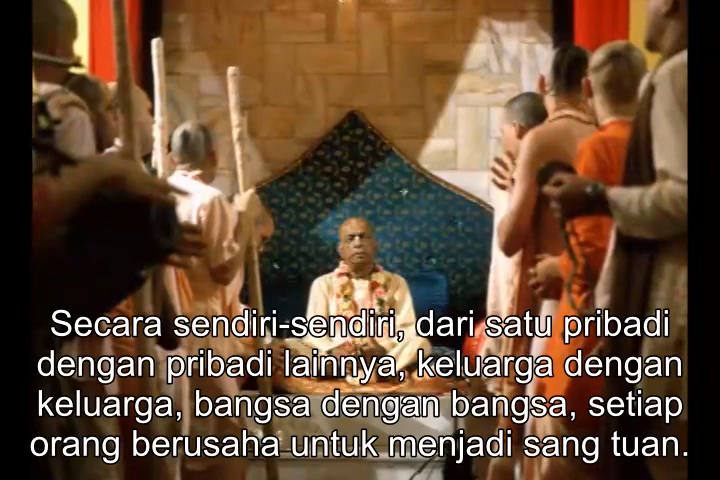 Secara sendiri-sendiri, dari satu pribadi
dengan pribadi lainnya, keluarga dengan
keluarga, bangsa dengan bangsa, setiap
orang berusaha untuk menjadi sang tuan.